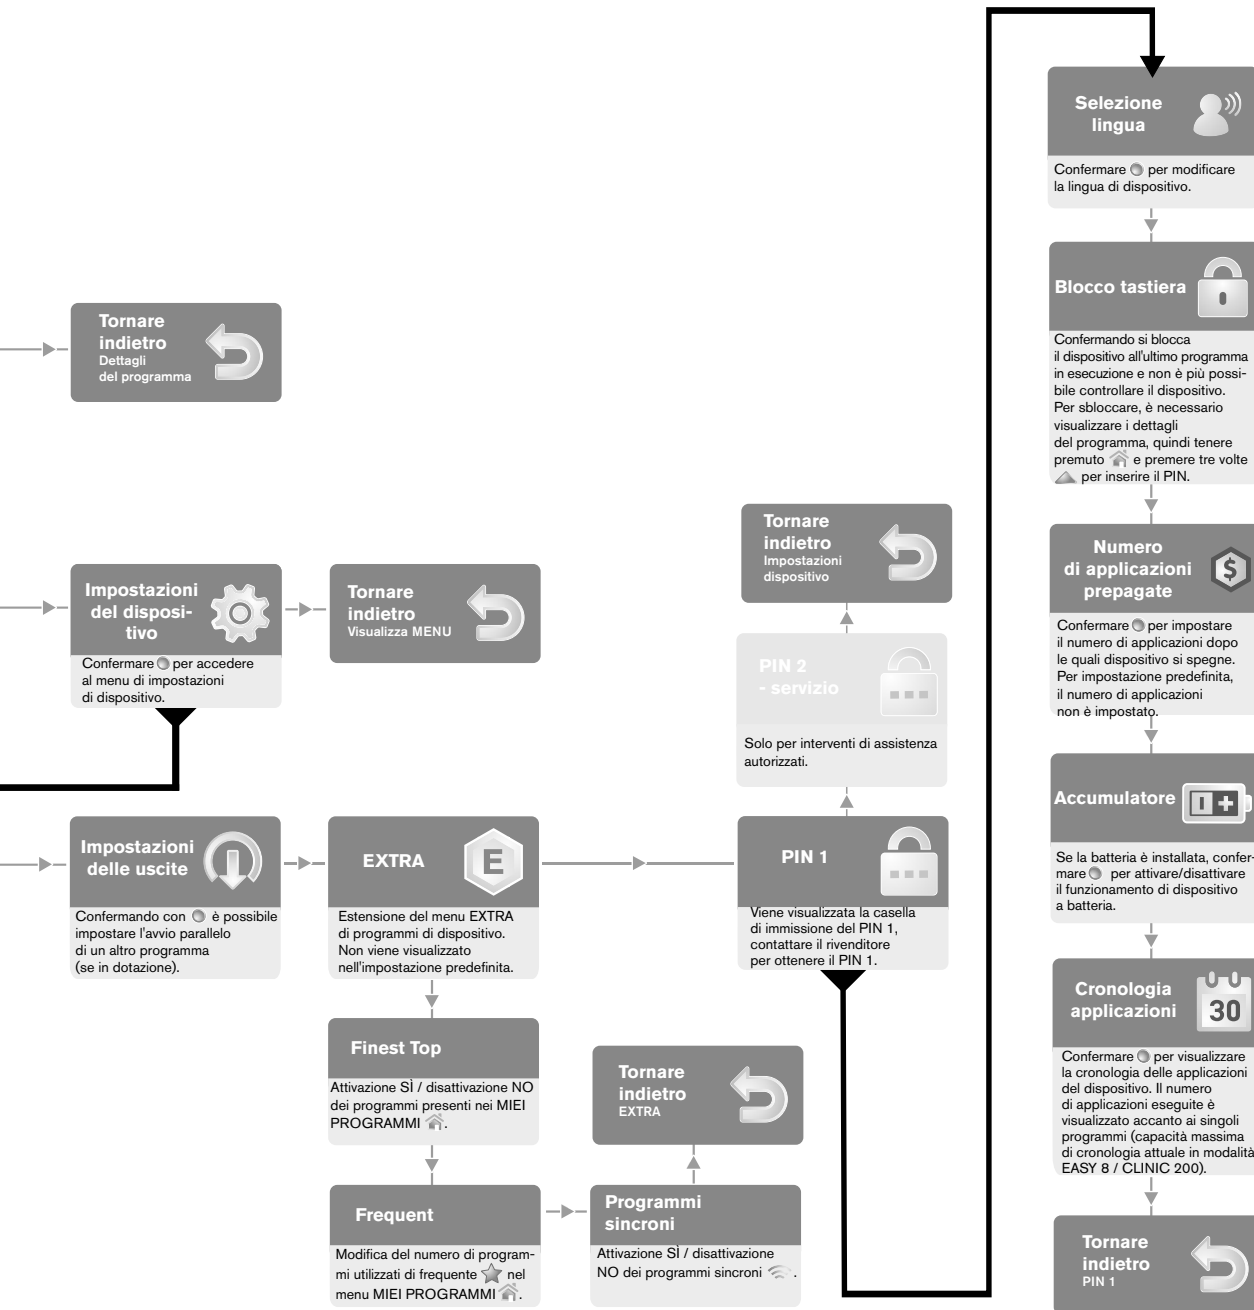 Tornare
indietro
Dettagli
del programma
Impostazioni
del disposi-
tivo
Confermare per accedere
al menu di impostazioni
di dispositivo.
Tornare
indietro
Visualizza MENU
Impostazioni
delle uscite
Confermando con è possibile
impostare l'avvio parallelo
di un altro programma
(se in dotazione).
EXTRA
E
Estensione del menu EXTRA
di programmi di dispositivo.
Non viene visualizzato
nell'impostazione predefinita.
Finest Top
Attivazione SÌ / disattivazione NO
dei programmi presenti nei MIEI
PROGRAMMI .
Frequent
Modifica del numero di program-
mi utilizzati di frequente nel
menu MIEI PROGRAMMI .
Programmi
sincroni
Attivazione SÌ / disattivazione
NO dei programmi sincroni .
Tornare
indietro
EXTRA
Tornare
indietro
Impostazioni
dispositivo
PIN 2
- servizio
Solo per interventi di assistenza
autorizzati.
PIN 1
Viene visualizzata la casella
di immissione del PIN 1,
contattare il rivenditore
per ottenere il PIN 1.
Selezione
lingua
Confermare per modificare
la lingua di dispositivo.
Blocco tastiera
Confermando si blocca
il dispositivo all'ultimo programma
in esecuzione e non è più possi-
bile controllare il dispositivo.
Per sbloccare, è necessario
visualizzare i dettagli
del programma, quindi tenere
premuto e premere tre volte
per inserire il PIN.
Numero
di applicazioni
prepagate
$
Confermare per impostare
il numero di applicazioni dopo
le quali dispositivo si spegne.
Per impostazione predefinita,
il numero di applicazioni
non è impostato.
Accumulatore
Se la batteria è installata, confer-
mare per attivare/disattivare
il funzionamento di dispositivo
a batteria.
Cronologia
applicazioni
30
Confermare per visualizzare
la cronologia delle applicazioni
del dispositivo. Il numero
di applicazioni eseguite è
visualizzato accanto ai singoli
programmi (capacità massima
di cronologia attuale in modalità
EASY 8 / CLINIC 200).
Tornare
indietro
PIN 1